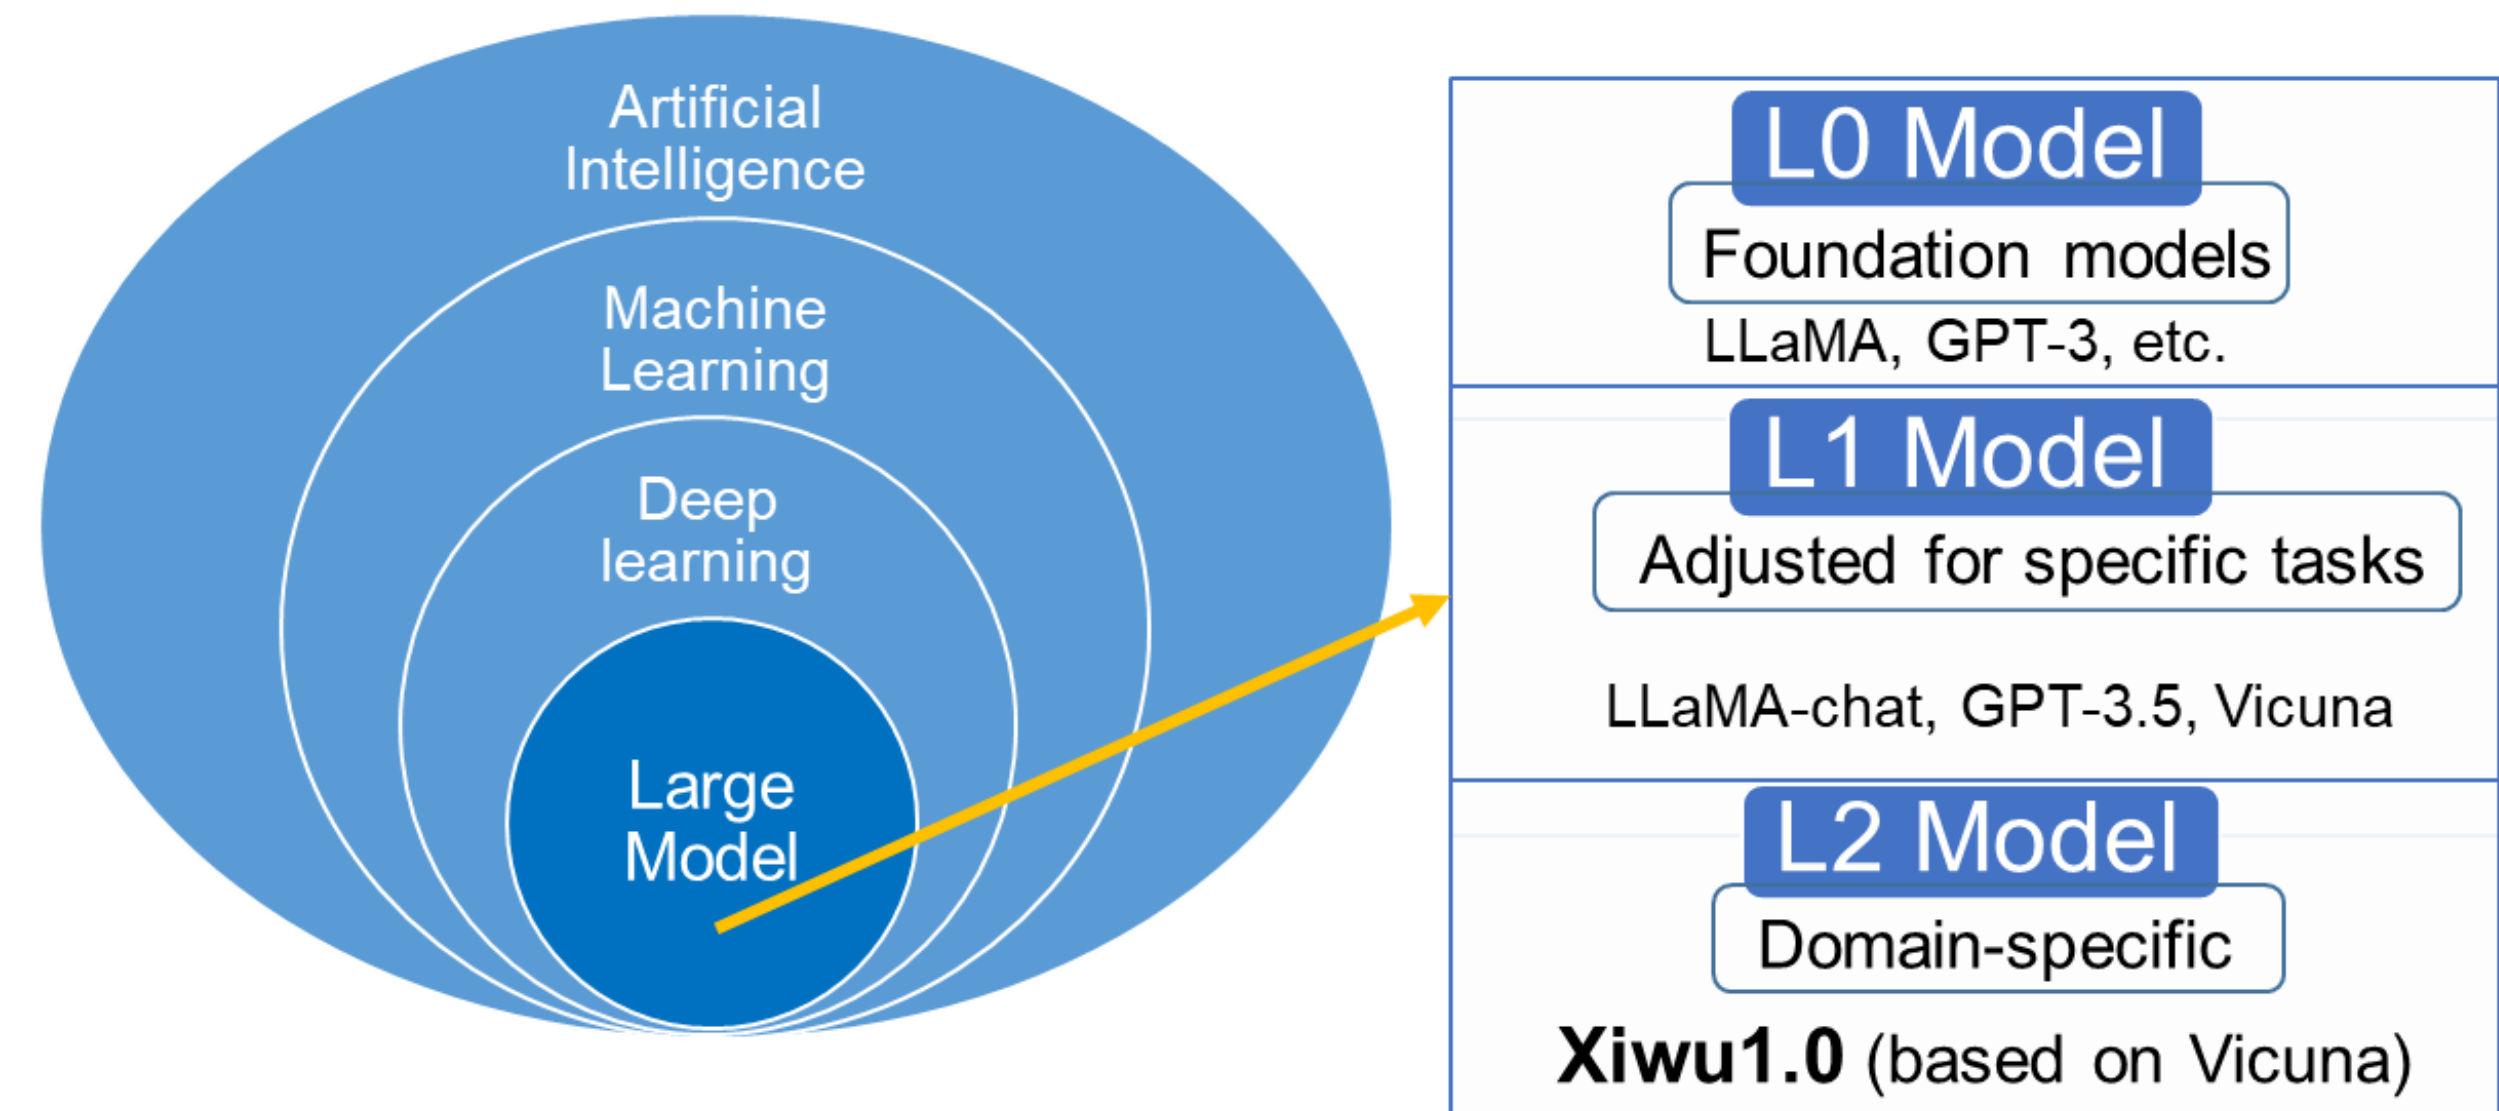 Artificial
Intelligence
Machine
Learning
Deep
learning
Large
Model
L0 Model
Foundation models
LLaMA, GPT-3, etc.
L1 Model
Adjusted for specific tasks
LLaMA-chat, GPT-3.5, Vicuna
L2 Model
Domain-specific
Xiwu1.0 (based on Vicuna)